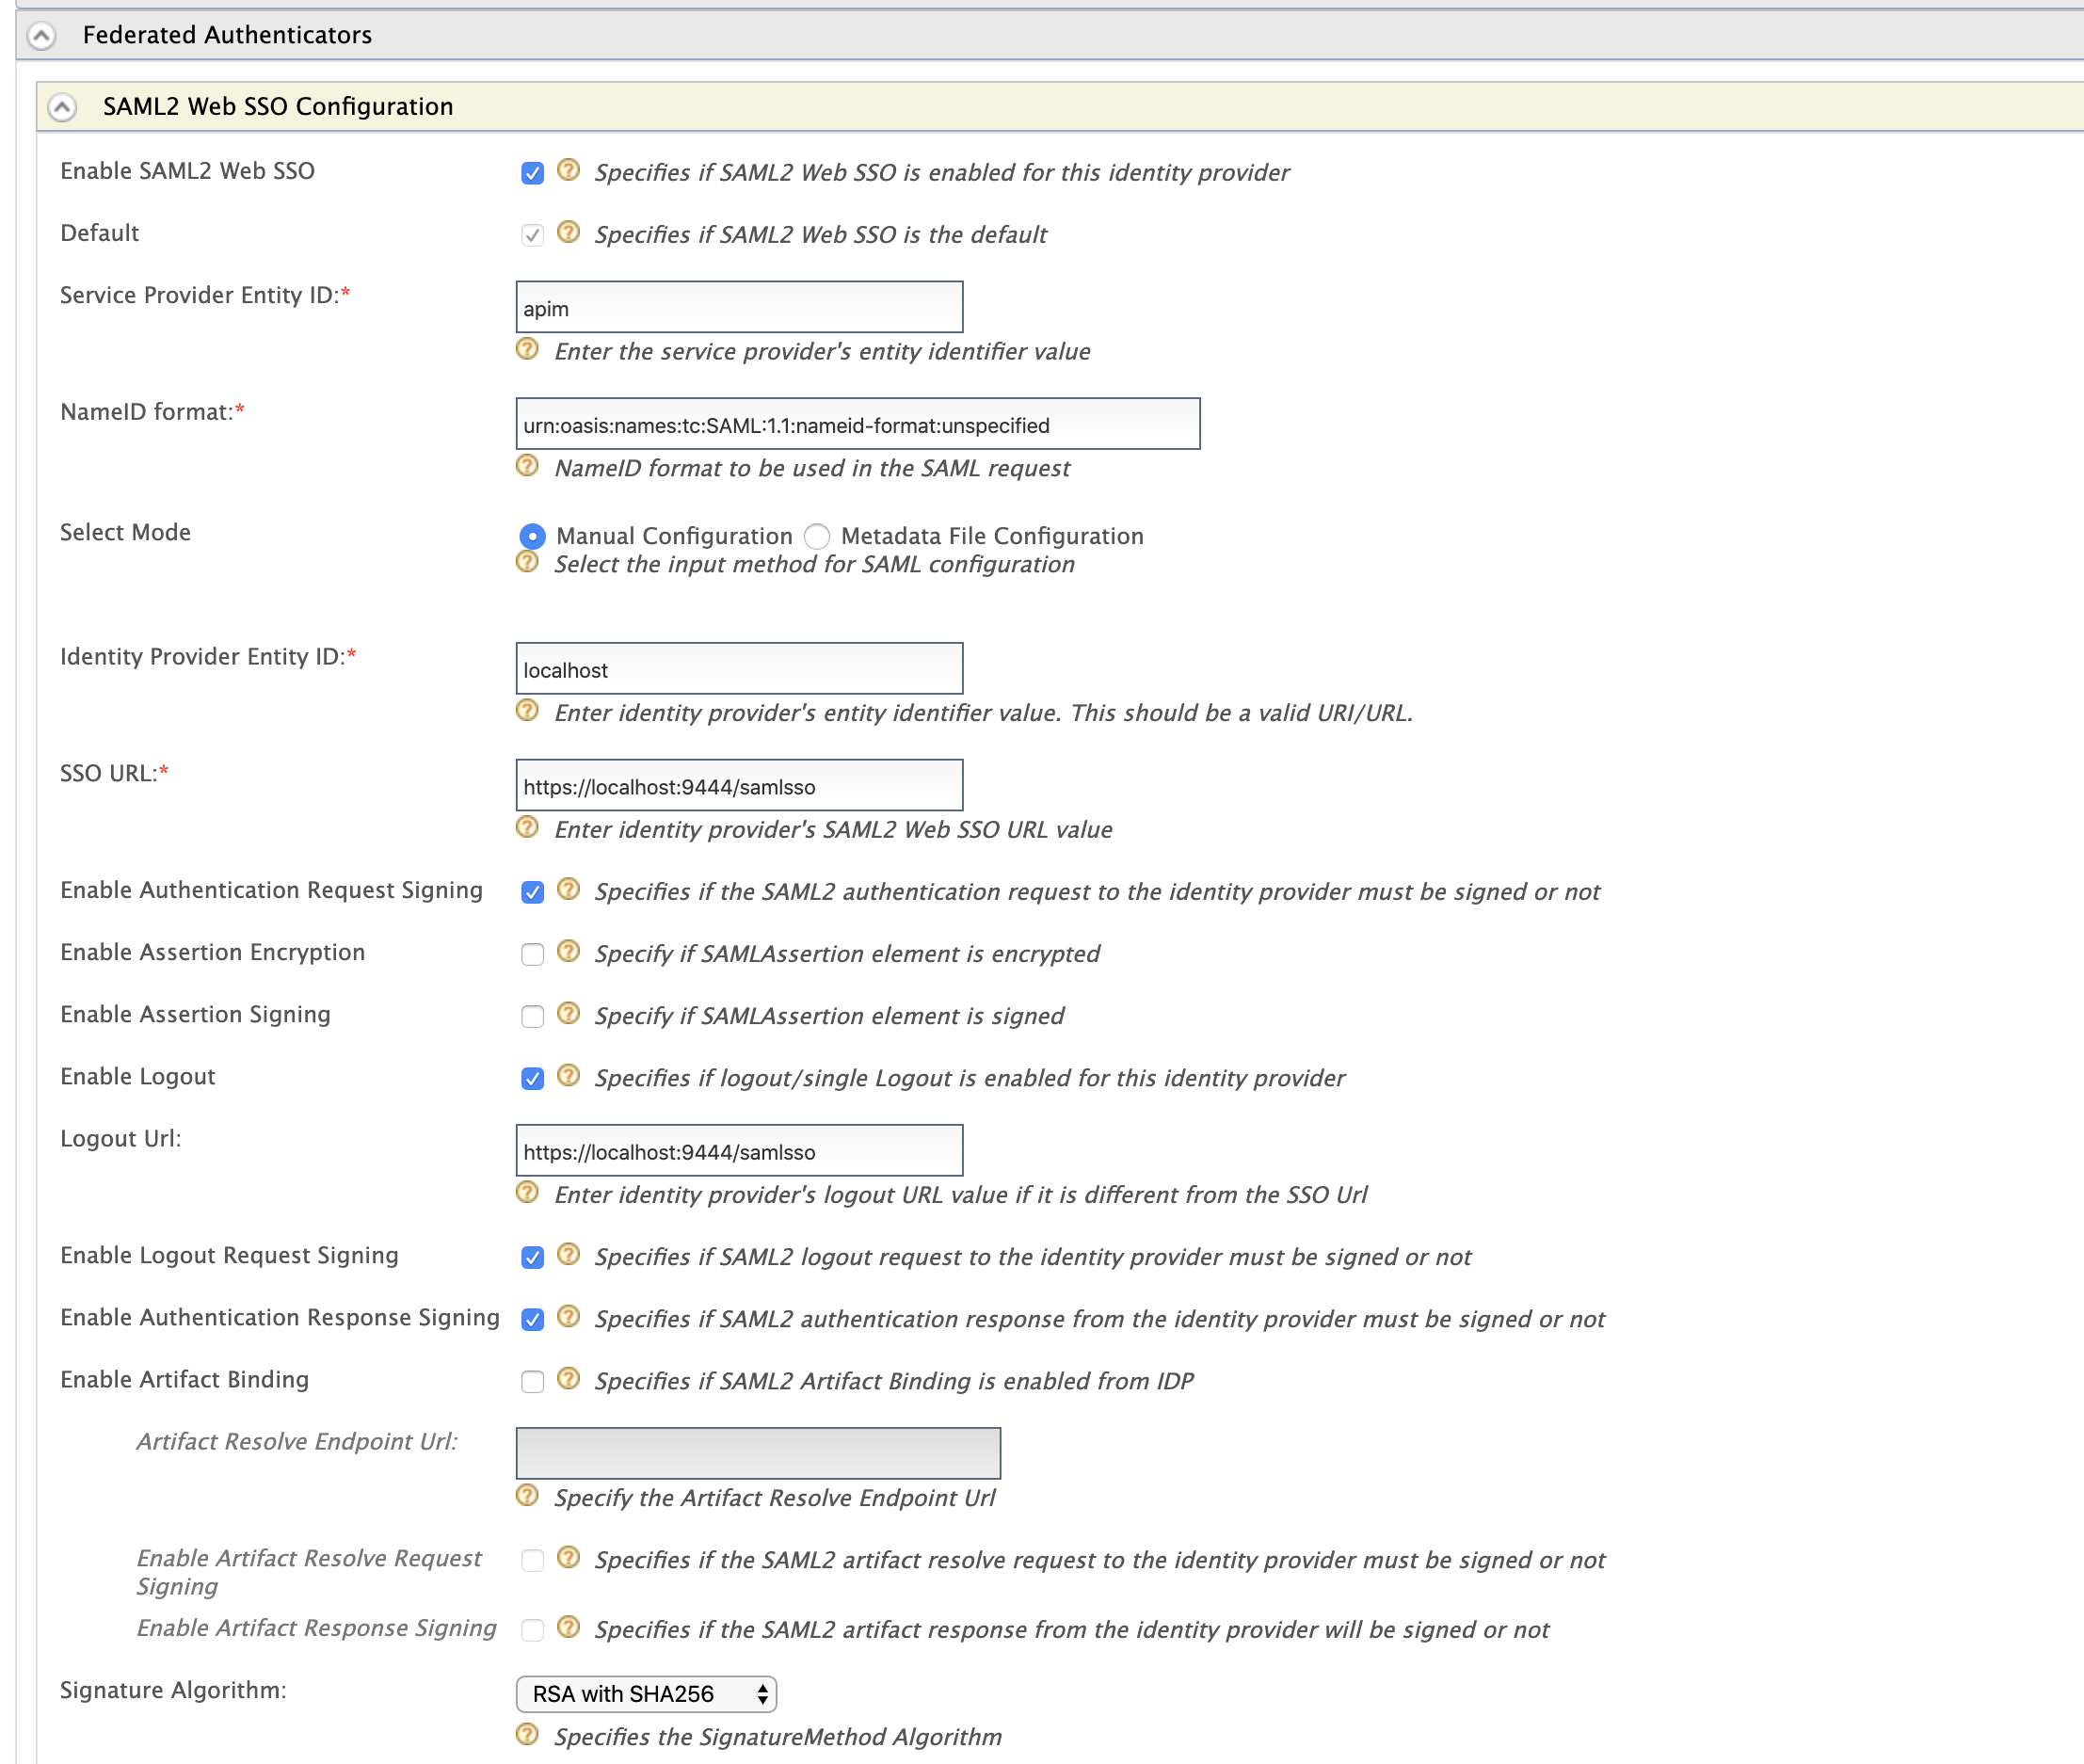 Federated Authenticators
SAML2 Web SSO Configuration
Enable SAML2 Web SSO
Specifies if SAML2 Web SSO is enabled for this identity provider
Default
Specifies if SAML2 Web SSO is the default
Service Provider Entity ID:*
apim
Enter the service provider's entity identifier value
NameID format:*
urn:oasis:names:tc:SAML:1.1:nameid-format:unspecified
NameID format to be used in the SAML request
Select Mode
Manual Configuration Metadata File Configuration
Select the input method for SAML configuration
Identity Provider Entity ID:*
localhost
Enter identity provider's entity identifier value. This should be a valid URI/URL.
SSO URL:*
https://localhost:9444/samlsso
Enter identity provider's SAML2 Web SSO URL value
Enable Authentication Request Signing
Specifies if the SAML2 authentication request to the identity provider must be signed or not
Enable Assertion Encryption
Specify if SAMLAssertion element is encrypted
Enable Assertion Signing
Specify if SAMLAssertion element is signed
Enable Logout
Specifies if logout/single Logout is enabled for this identity provider
Logout Url:
https://localhost:9444/samlsso
Enter identity provider's logout URL value if it is different from the SSO Url
Enable Logout Request Signing
Specifies if SAML2 logout request to the identity provider must be signed or not
Enable Authentication Response Signing
Specifies if SAML2 authentication response from the identity provider must be signed or not
Enable Artifact Binding
Specifies if SAML2 Artifact Binding is enabled from IDP
Artifact Resolve Endpoint Url:
Specify the Artifact Resolve Endpoint Url
Enable Artifact Resolve Request
Signing
Specifies if the SAML2 artifact resolve request to the identity provider must be signed or not
Enable Artifact Response Signing
Specifies if the SAML2 artifact response from the identity provider will be signed or not
Signature Algorithm:
RSA with SHA256
Specifies the SignatureMethod Algorithm